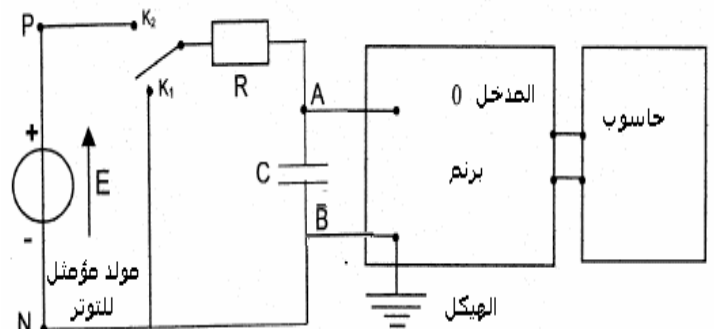 P
K₂
K₁
R
A
المدخل 0
حاسوب
+
E
C
برنم
-
B
مولد مؤمثل
للتوتر
الهيكل
N